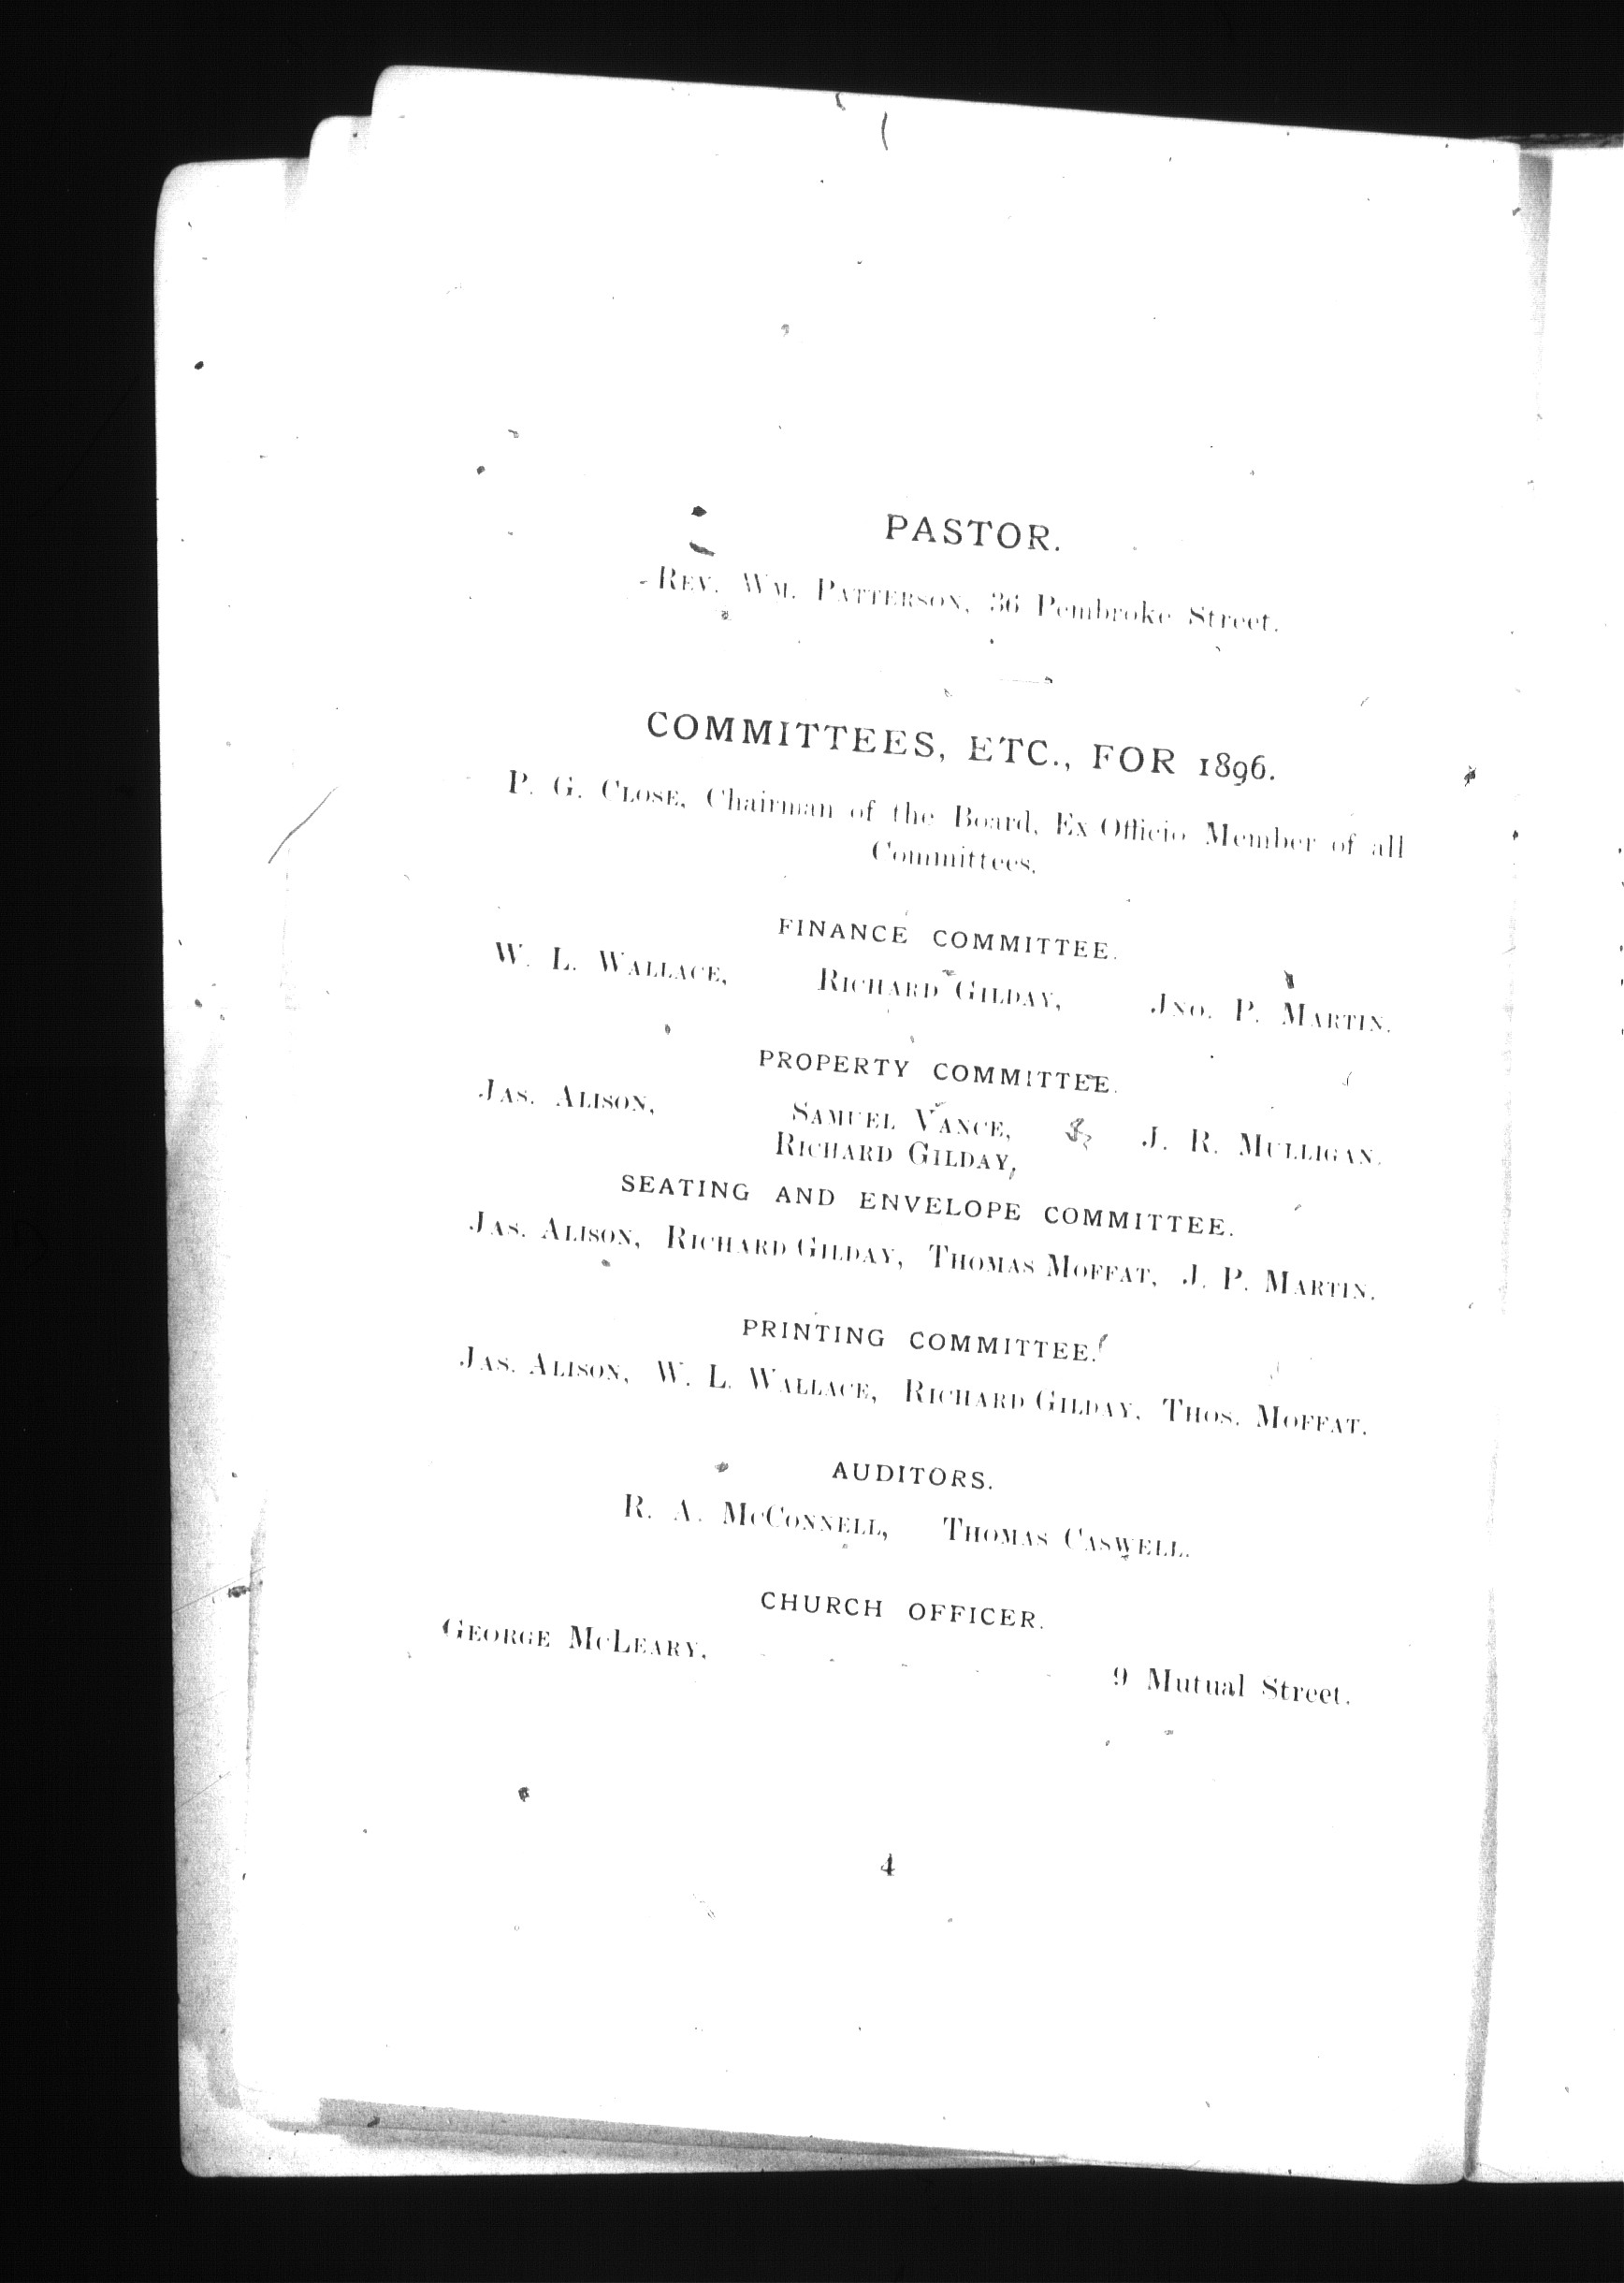 PASTOR.
REV. WM. PATTERSON, 36 Pembroke Street.
COMMITTEES, ETC., FOR 1896.
P. G. CLOSE, Chairman of the Board, Ex Officio Member of all
Committees.
FINANCE COMMITTEE.
W. L. WALLACE, RICHARD GILDAY, JNO. P. MARTIN.
PROPERTY COMMITTEE.
JAS. ALISON, SAMUEL VANCE, J. R. MULLIGAN.
RICHARD GILDAY,
SEATING AND ENVELOPE COMMITTEE.
JAS. ALISON, RICHARD GILDAY, THOMAS MOFFAT, J. P. MARTIN.
PRINTING COMMITTEE.
JAS. ALISON, W. L. WALLACE, RICHARD GILDAY, THOS. MOFFAT.
AUDITORS.
R. A. MCCONNELL, THOMAS CASWELL.
CHURCH OFFICER.
GEORGE MCLEARY, - - - - - 9 Mutual Street.
4